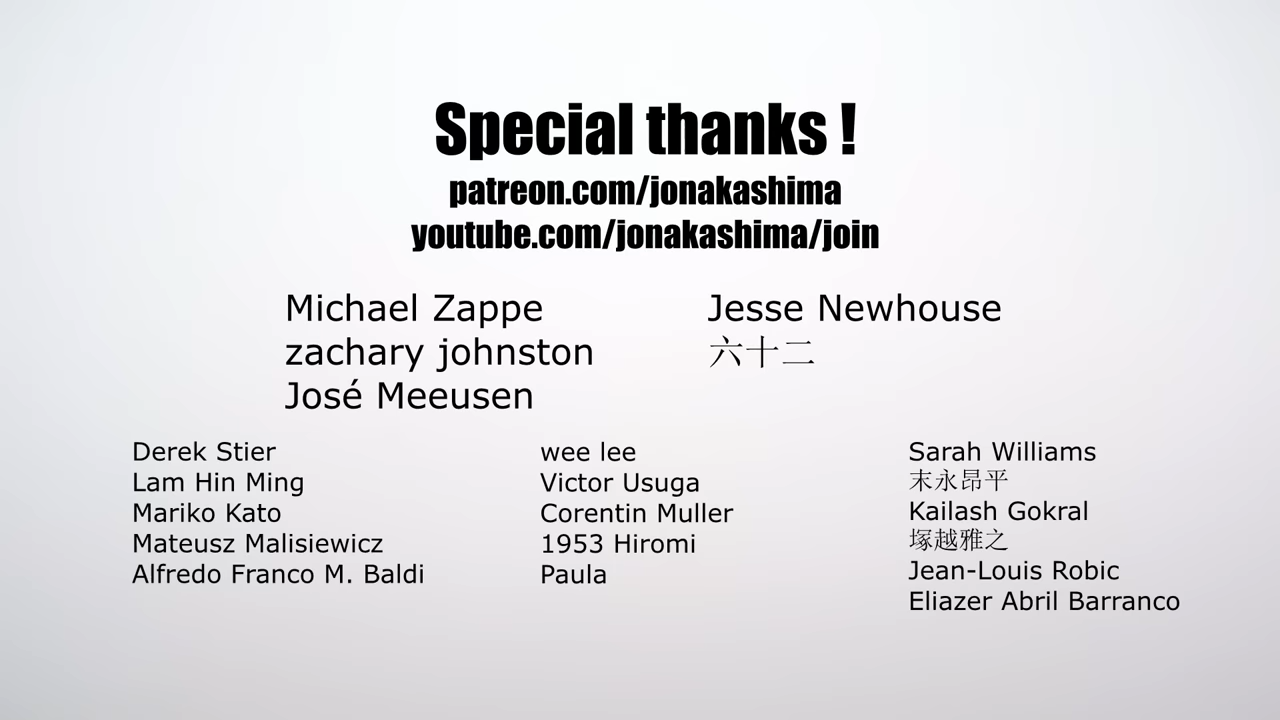 Special thanks !
patreon.com/jonakashima
youtube.com/jonakashima/join
Michael Zappe
zachary johnston
José Meeusen
Jesse Newhouse
六十二
Derek Stier
Lam Hin Ming
Mariko Kato
Mateusz Malisiewicz
Alfredo Franco M. Baldi
wee lee
Victor Usuga
Corentin Muller
1953 Hiromi
Paula
Sarah Williams
末永昂平
Kailash Gokral
塚越雅之
Jean-Louis Robic
Eliazer Abril Barranco